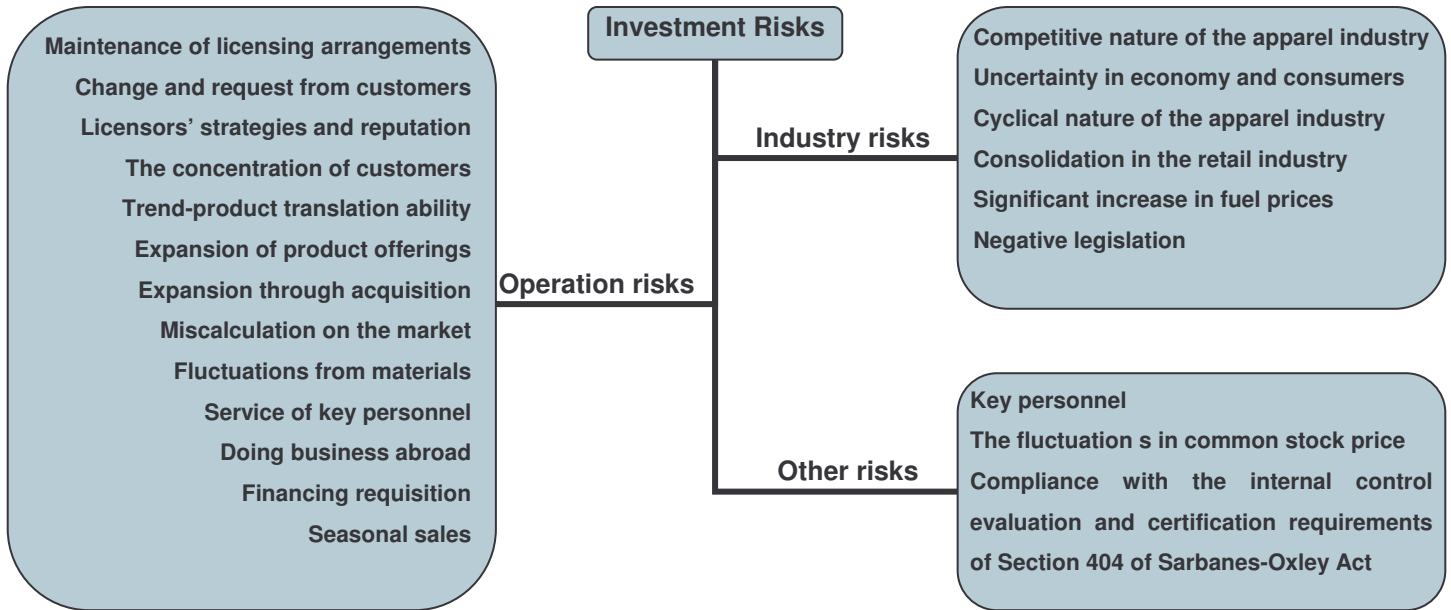 Investment Risks
Maintenance of licensing arrangements
Change and request from customers
Licensors’ strategies and reputation
The concentration of customers
Trend-product translation ability
Expansion of product offerings
Expansion through acquisition
Miscalculation on the market
Fluctuations from materials
Service of key personnel
Doing business abroad
Financing requisition
Seasonal sales
Operation risks
Industry risks
Competitive nature of the apparel industry
Uncertainty in economy and consumers
Cyclical nature of the apparel industry
Consolidation in the retail industry
Significant increase in fuel prices
Negative legislation
Other risks
Key personnel
The fluctuation s in common stock price
Compliance with the internal control
evaluation and certification requirements
of Section 404 of Sarbanes-Oxley Act